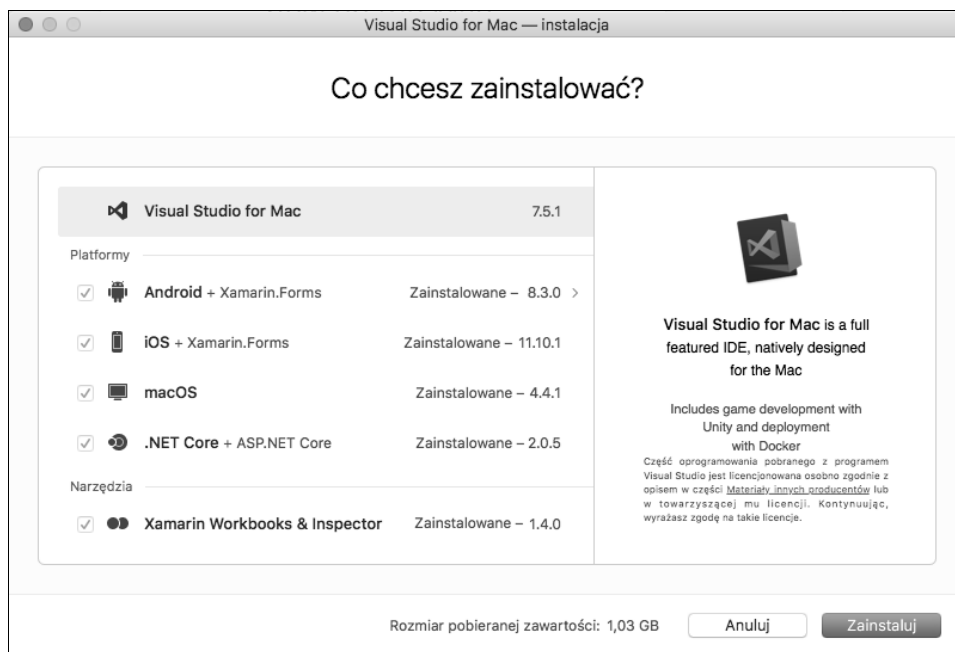 Visual Studio for Mac — instalacja
Co chcesz zainstalować?
Visual Studio for Mac 7.5.1
Platformy
Android + Xamarin.Forms Zainstalowane – 8.3.0 >
iOS + Xamarin.Forms Zainstalowane – 11.10.1
macOS Zainstalowane – 4.4.1
.NET Core + ASP.NET Core Zainstalowane – 2.0.5
Narzędzia
Xamarin Workbooks & Inspector Zainstalowane – 1.4.0
Visual Studio for Mac is a full
featured IDE, natively designed
for the Mac
Includes game development with
Unity and deployment
with Docker
Część oprogramowania pobranego z programem
Visual Studio jest licencjonowana osobno zgodnie z
opisem w części Materiały innych producentów lub
w towarzyszącej mu licencji. Kontynuując,
wyrażasz zgodę na takie licencje.
Rozmiar pobieranej zawartości: 1,03 GB Anuluj Zainstaluj